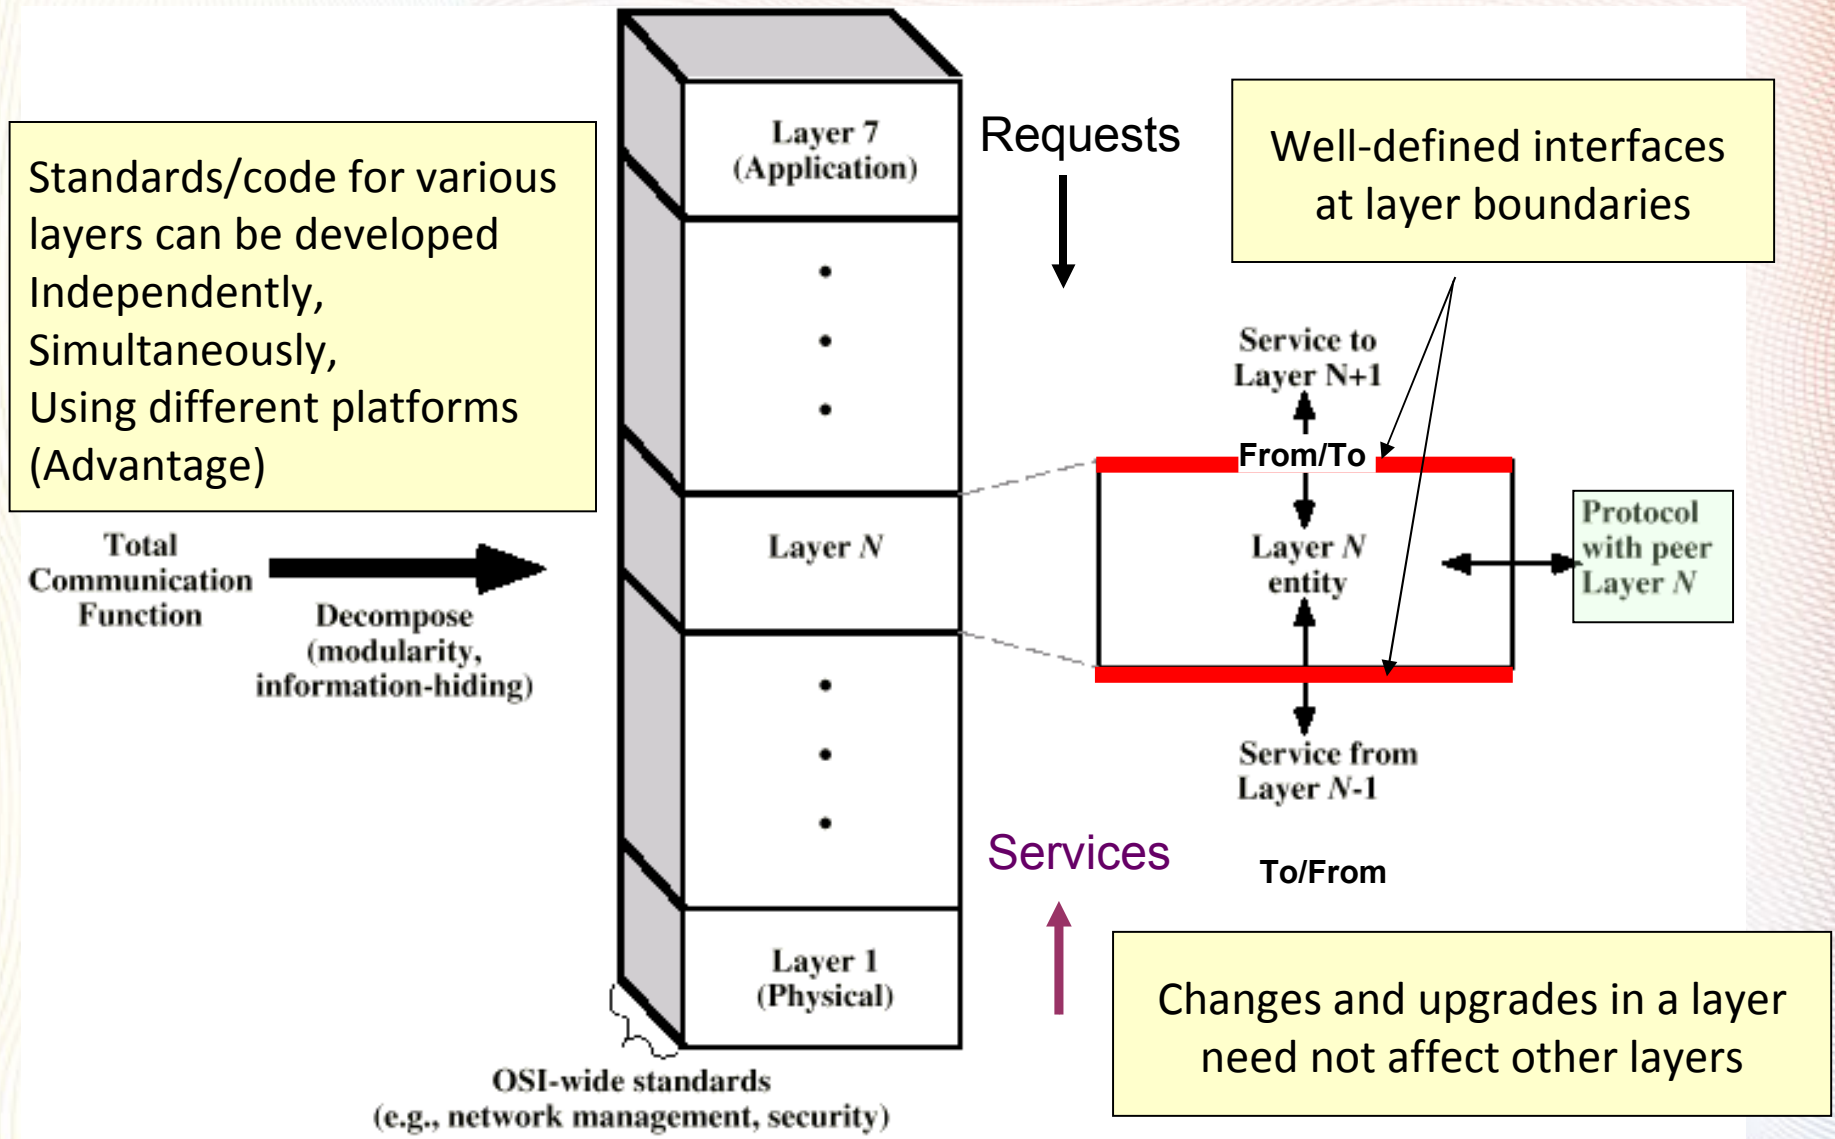 Standards/code for various
layers can be developed
Independently,
Simultaneously,
Using different platforms
(Advantage)
Total
Communication
Function
Decompose
(modularity,
information-hiding)
Layer 7
(Application)
Layer N
Layer 1
(Physical)
OSI-wide standards
(e.g., network management, security)
Requests
Well-defined interfaces
at layer boundaries
Service to
Layer N+1
From/To
Layer N
entity
Protocol
with peer
Layer N
Service from
Layer N-1
Services
To/From
Changes and upgrades in a layer
need not affect other layers